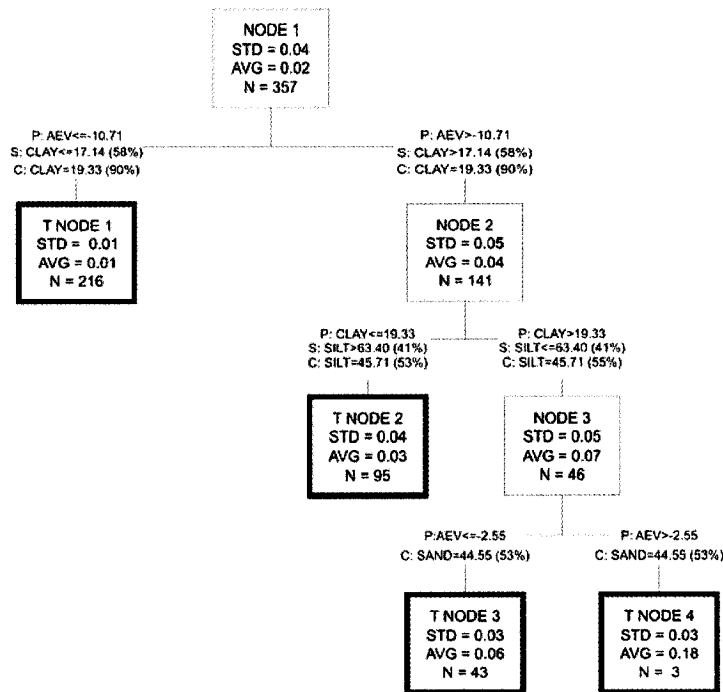 NODE 1
STD = 0.04
AVG = 0.02
N = 357
P: AEV<=-10.71
S: CLAY<=17.14 (58%)
C: CLAY=19.33 (90%)
P: AEV>-10.71
S: CLAY>17.14 (58%)
C: CLAY=19.33 (90%)
T NODE 1
STD = 0.01
AVG = 0.01
N = 216
NODE 2
STD = 0.05
AVG = 0.04
N = 141
P: CLAY<=19.33
S: SILT>63.40 (41%)
C: SILT=45.71 (53%)
P: CLAY>19.33
S: SILT<=63.40 (41%)
C: SILT=45.71 (55%)
T NODE 2
STD = 0.04
AVG = 0.03
N = 95
NODE 3
STD = 0.05
AVG = 0.07
N = 46
P:AEV<=-2.55
C: SAND=44.55 (53%)
P: AEV>-2.55
C: SAND=44.55 (53%)
T NODE 3
STD = 0.03
AVG = 0.06
N = 43
T NODE 4
STD = 0.03
AVG = 0.18
N = 3